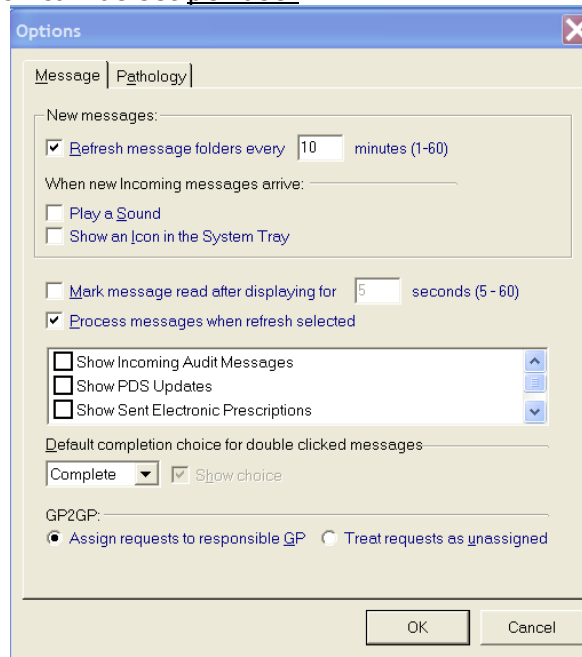 Options
Message Pathology
New messages:
Refresh message folders every 10 minutes (1-60)
When new Incoming messages arrive:
Play a Sound
Show an Icon in the System Tray
Mark message read after displaying for 5 seconds (5 - 60)
Process messages when refresh selected
Show Incoming Audit Messages
Show PDS Updates
Show Sent Electronic Prescriptions
Default completion choice for double clicked messages
Complete Show choice
GP2GP:
Assign requests to responsible GP Treat requests as unassigned
OK Cancel